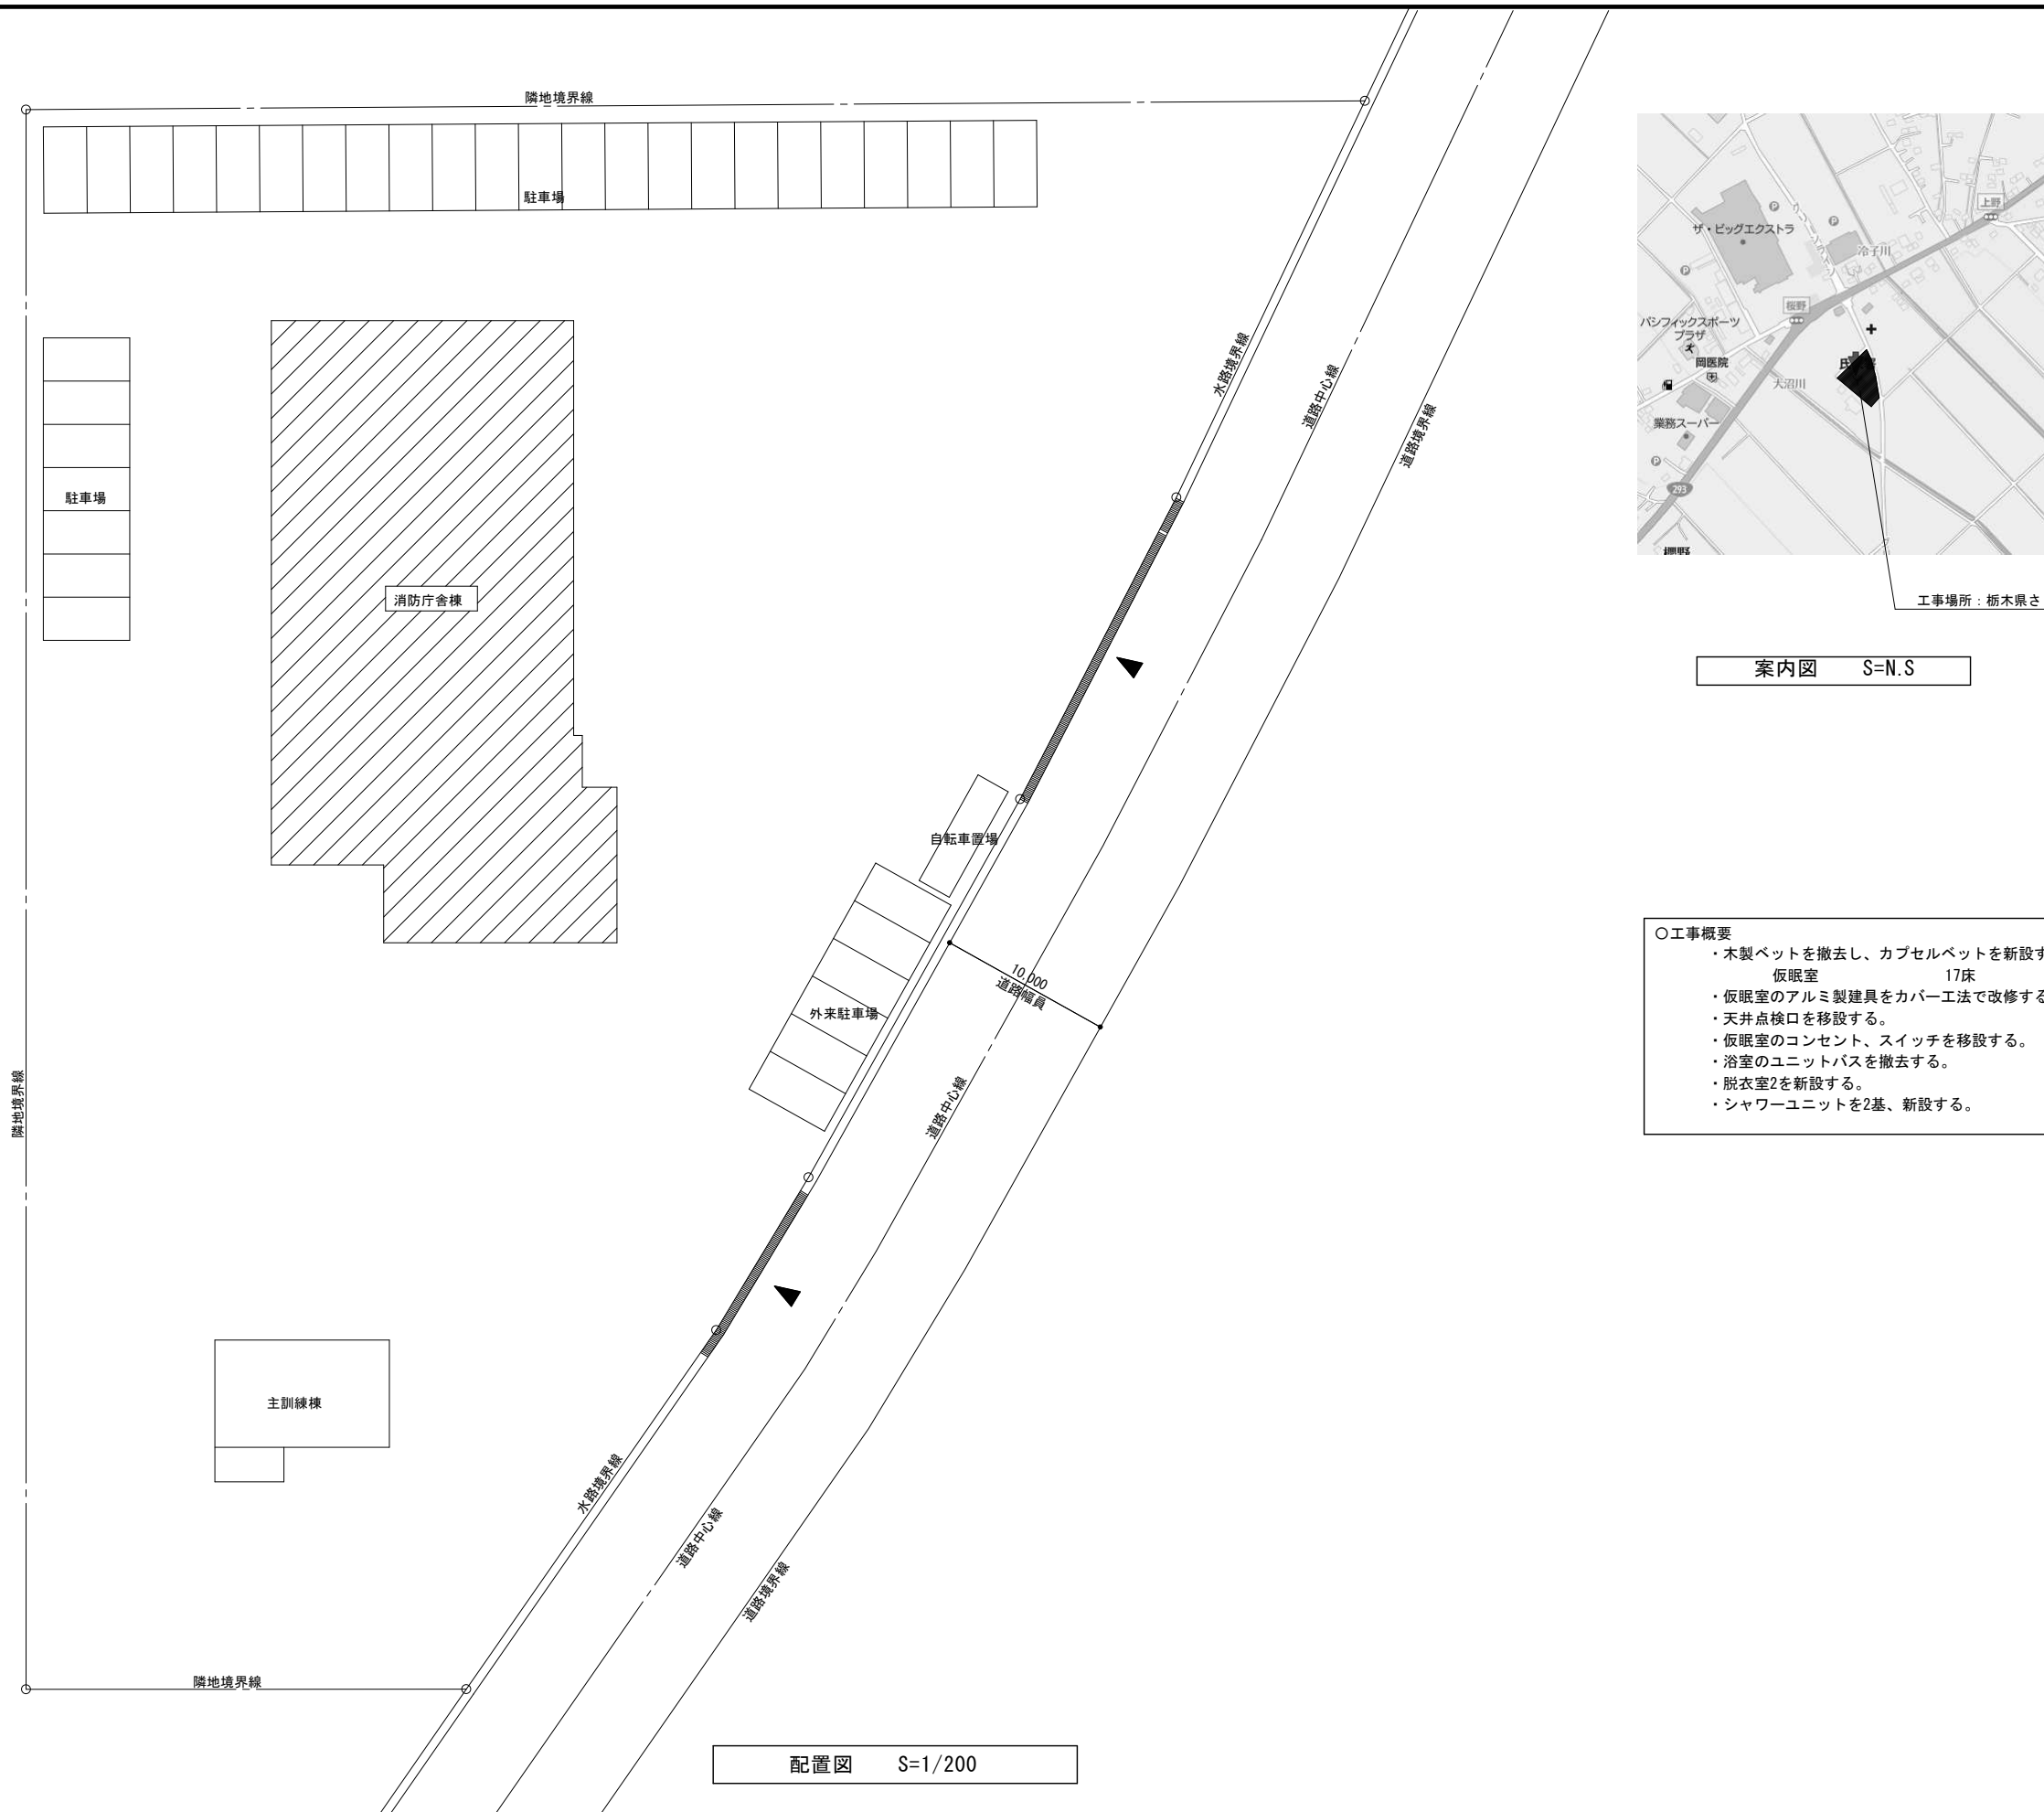 隣地境界線
駐車場
駐車場
消防庁舎棟
水路境界線
道路中心線
道路境界線
自転車置場
外来駐車場
10,000
道路幅員
道路中心線
隣地境界線
主訓練棟
水路境界線
道路中心線
道路境界線
隣地境界線
配置図 S=1/200
上野
ザ・ビッグエクストラ
冷子川
桜野
パシフィックスポーツ
プラザ
岡医院
大沼川
業務スーパー
293
工事場所：栃木県さ
案内図 S=N.S
○工事概要
・木製ベットを撤去し、カプセルベットを新設す
仮眠室 17床
・仮眠室のアルミ製建具をカバー工法で改修する
・天井点検口を移設する。
・仮眠室のコンセント、スイッチを移設する。
・浴室のユニットバスを撤去する。
・脱衣室2を新設する。
・シャワーユニットを2基、新設する。